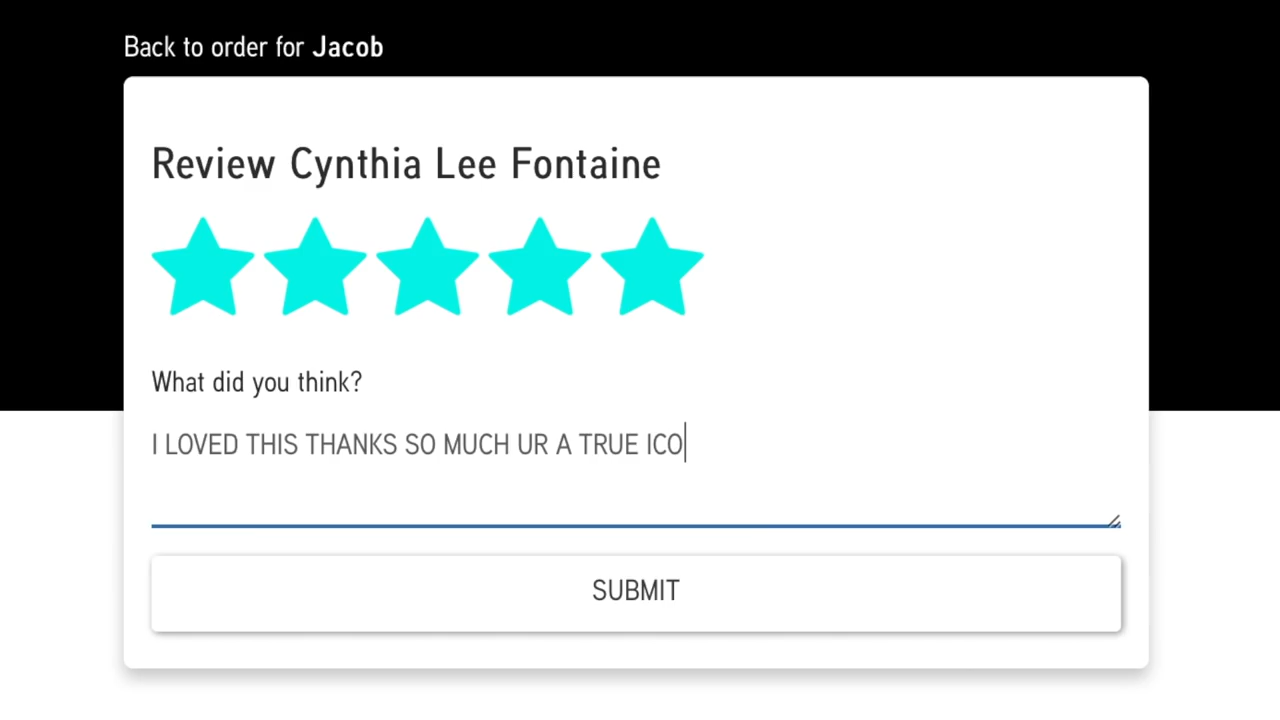 Back to order for Jacob
Review Cynthia Lee Fontaine
What did you think?
I LOVED THIS THANKS SO MUCH UR A TRUE ICO
SUBMIT